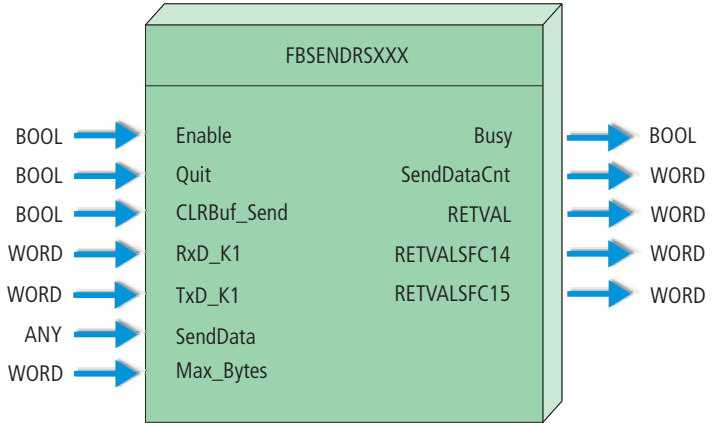 FBSENDRSXXX
BOOL Enable Busy BOOL
BOOL Quit SendDataCnt WORD
BOOL CLRBuf_Send RETVAL WORD
WORD RxD_K1 RETVALSFC14 WORD
WORD TxD_K1 RETVALSFC15 WORD
ANY SendData
WORD Max_Bytes